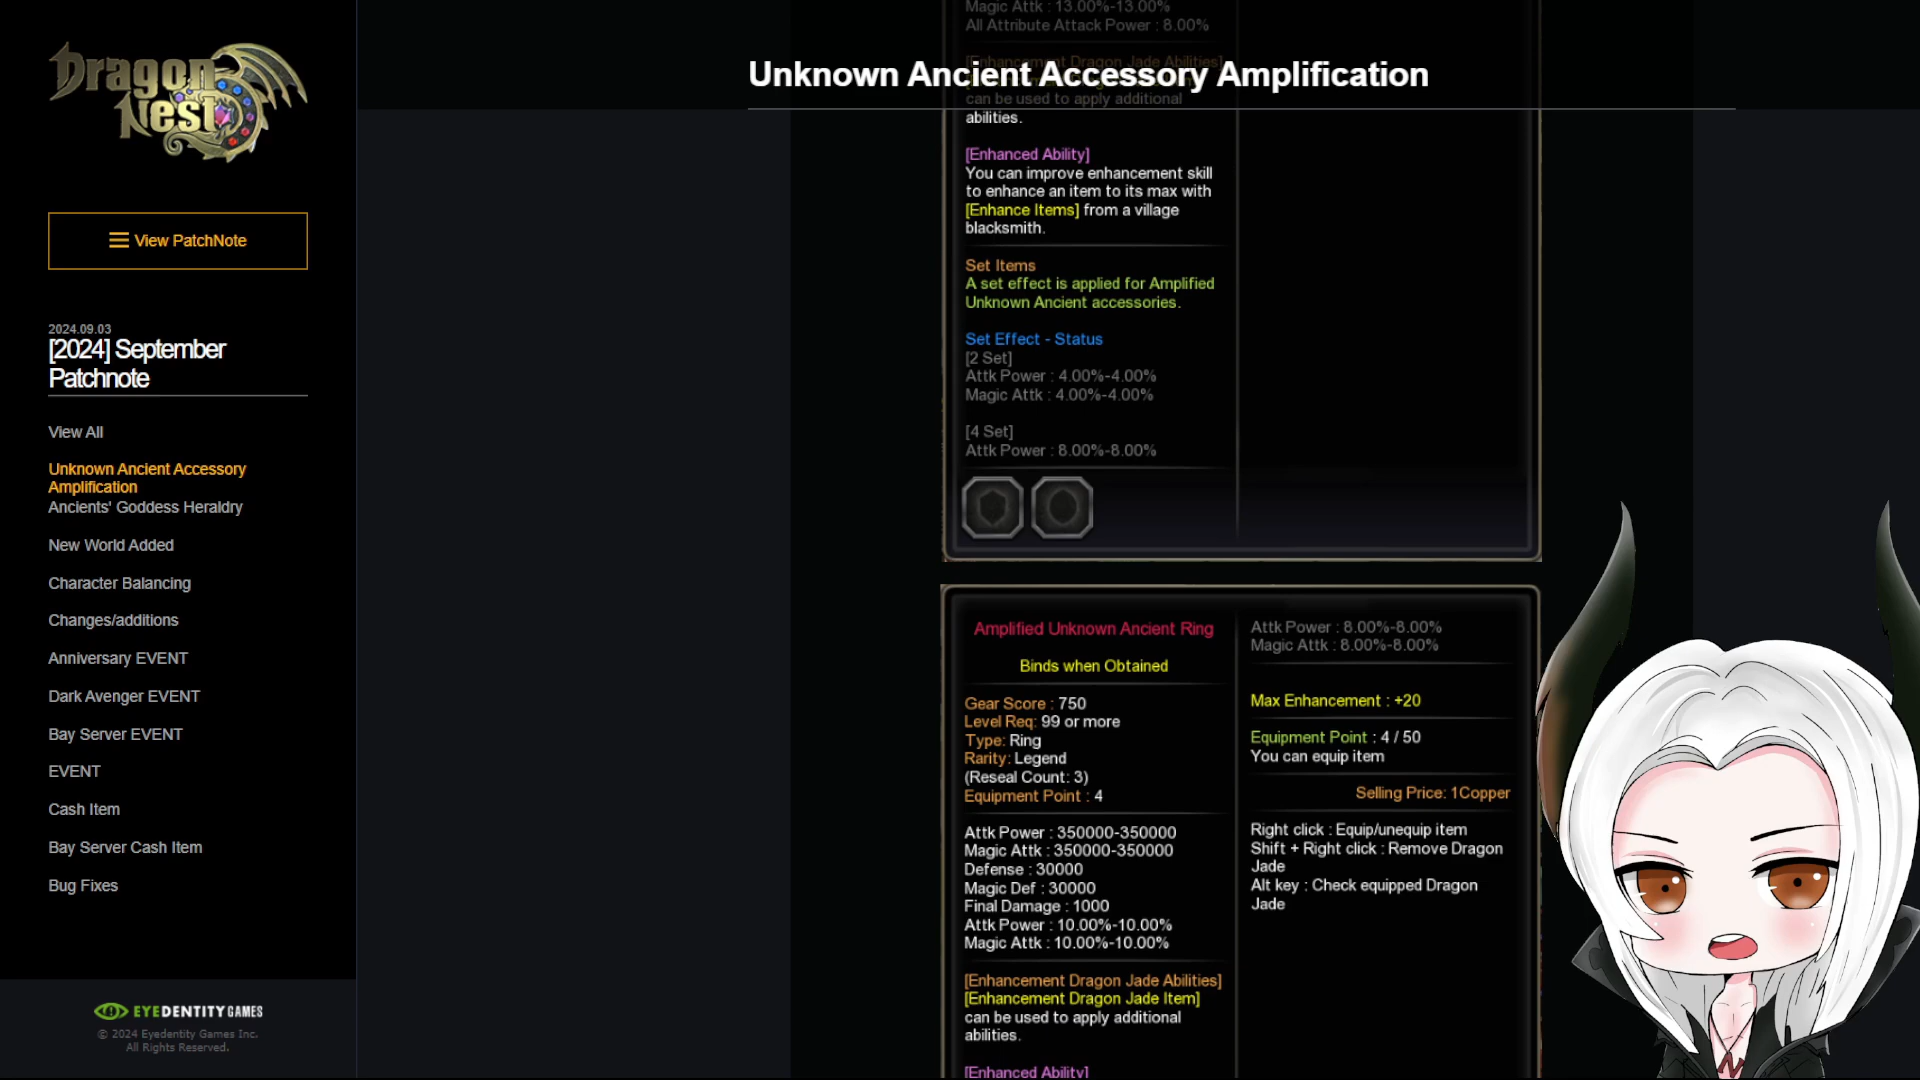 Dragon
Nest
View PatchNote
2024.09.03
[2024] September
Patchnote
View All
Unknown Ancient Accessory
Amplification
Ancients' Goddess Heraldry
New World Added
Character Balancing
Changes/additions
Anniversary EVENT
Dark Avenger EVENT
Bay Server EVENT
EVENT
Cash Item
Bay Server Cash Item
Bug Fixes
EYEDENTITY GAMES
© 2024 Eyedentity Games Inc.
All Rights Reserved.
Unknown Ancient Accessory Amplification
Magic Attk : 13.00%-13.00%
All Attribute Attack Power : 8.00%
[Enhancement Dragon Jade Abilities]
can be used to apply additional
abilities.
[Enhanced Ability]
You can improve enhancement skill
to enhance an item to its max with
[Enhance Items] from a village
blacksmith.
Set Items
A set effect is applied for Amplified
Unknown Ancient accessories.
Set Effect - Status
[2 Set]
Attk Power : 4.00%-4.00%
Magic Attk : 4.00%-4.00%
[4 Set]
Attk Power : 8.00%-8.00%
Amplified Unknown Ancient Ring
Binds when Obtained
Gear Score : 750
Level Req: 99 or more
Type: Ring
Rarity: Legend
(Reseal Count: 3)
Equipment Point : 4
Attk Power : 350000-350000
Magic Attk : 350000-350000
Defense : 30000
Magic Def : 30000
Final Damage : 1000
Attk Power : 10.00%-10.00%
Magic Attk : 10.00%-10.00%
[Enhancement Dragon Jade Abilities]
[Enhancement Dragon Jade Item]
can be used to apply additional
abilities.
[Enhanced Ability]
Attk Power : 8.00%-8.00%
Magic Attk : 8.00%-8.00%
Max Enhancement : +20
Equipment Point : 4 / 50
You can equip item
Selling Price: 1Copper
Right click : Equip/unequip item
Shift + Right click : Remove Dragon
Jade
Alt key : Check equipped Dragon
Jade